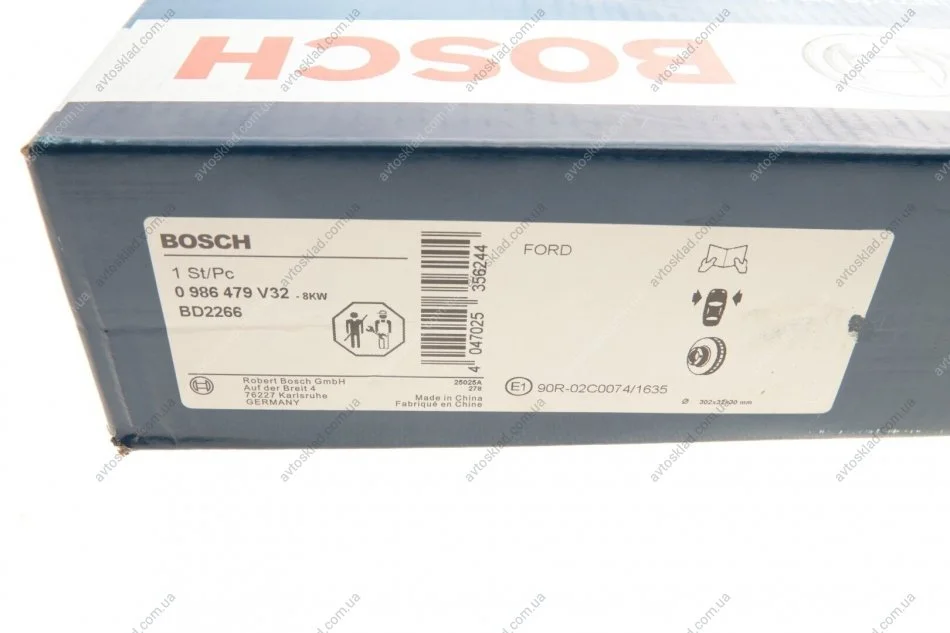 BOSCH
BOSCH
1 St/Pc
0 986 479 V32 - 8KW
BD2266
Robert Bosch GmbH
Auf der Breit 4
76227 Karlsruhe
GERMANY
25025A
279
Made in China
Fabriqué en Chine
4 047025 356244
FORD
E1 90R-02C0074/1635
avtosklad.com.ua